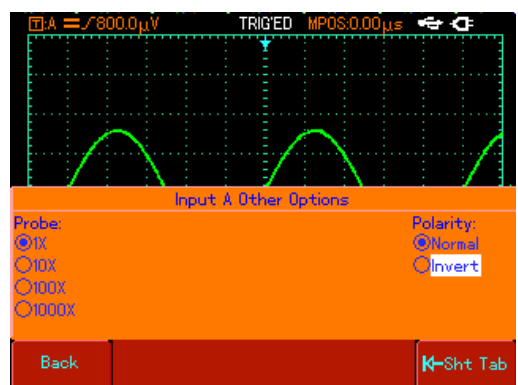 T:A 800.0μV TRIG'ED MPOS:0.00μs
Input A Other Options
Probe: Polarity:
1X Normal
10X Invert
100X
1000X
Back Sht Tab